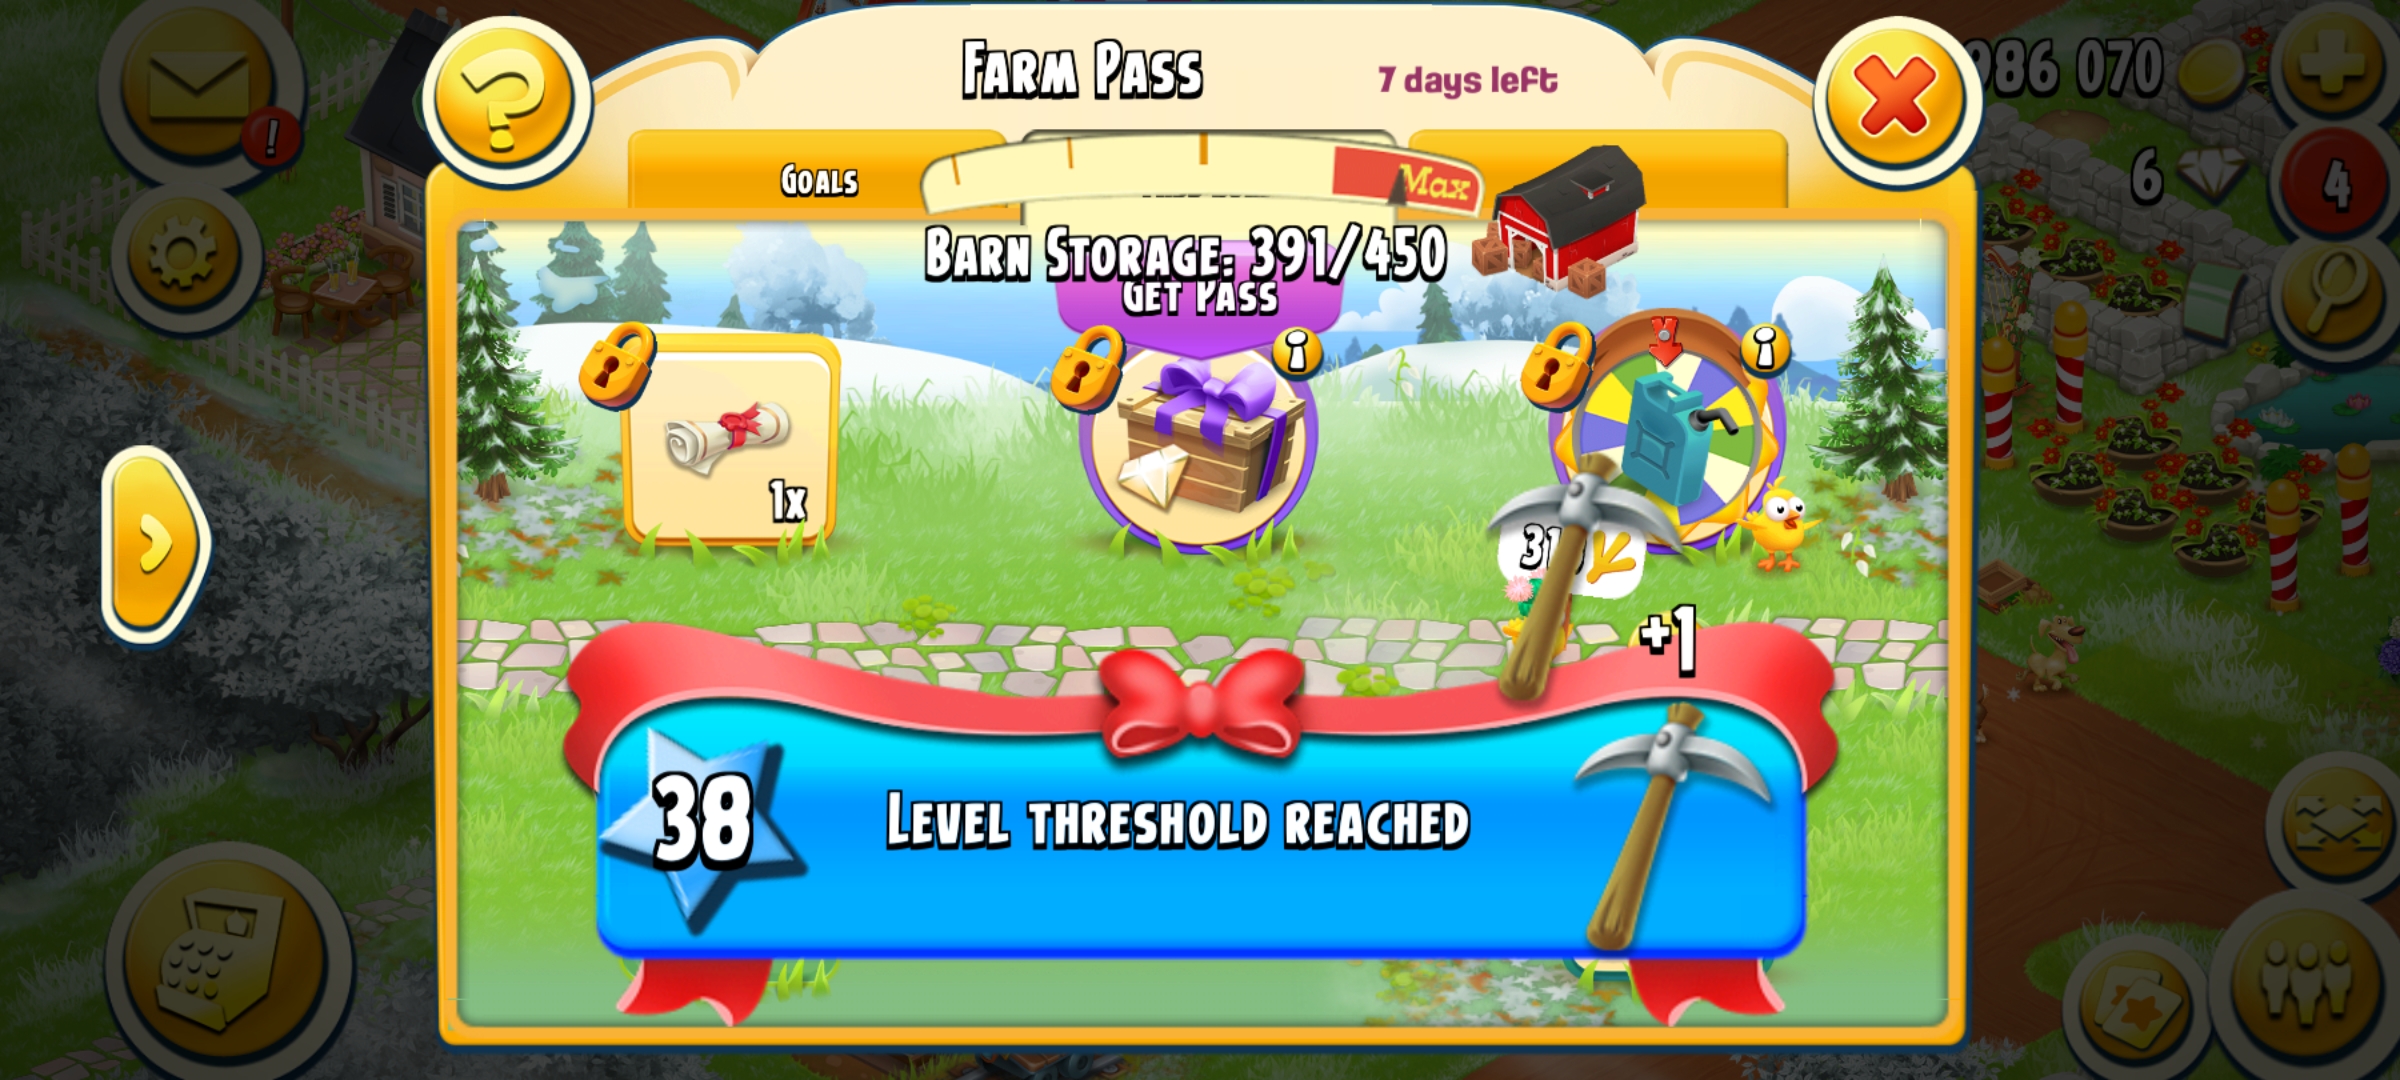 Farm Pass
7 days left
986 070
Goals
Max
6
4
Barn Storage: 391/450
Get Pass
1x
+1
38
Level threshold reached